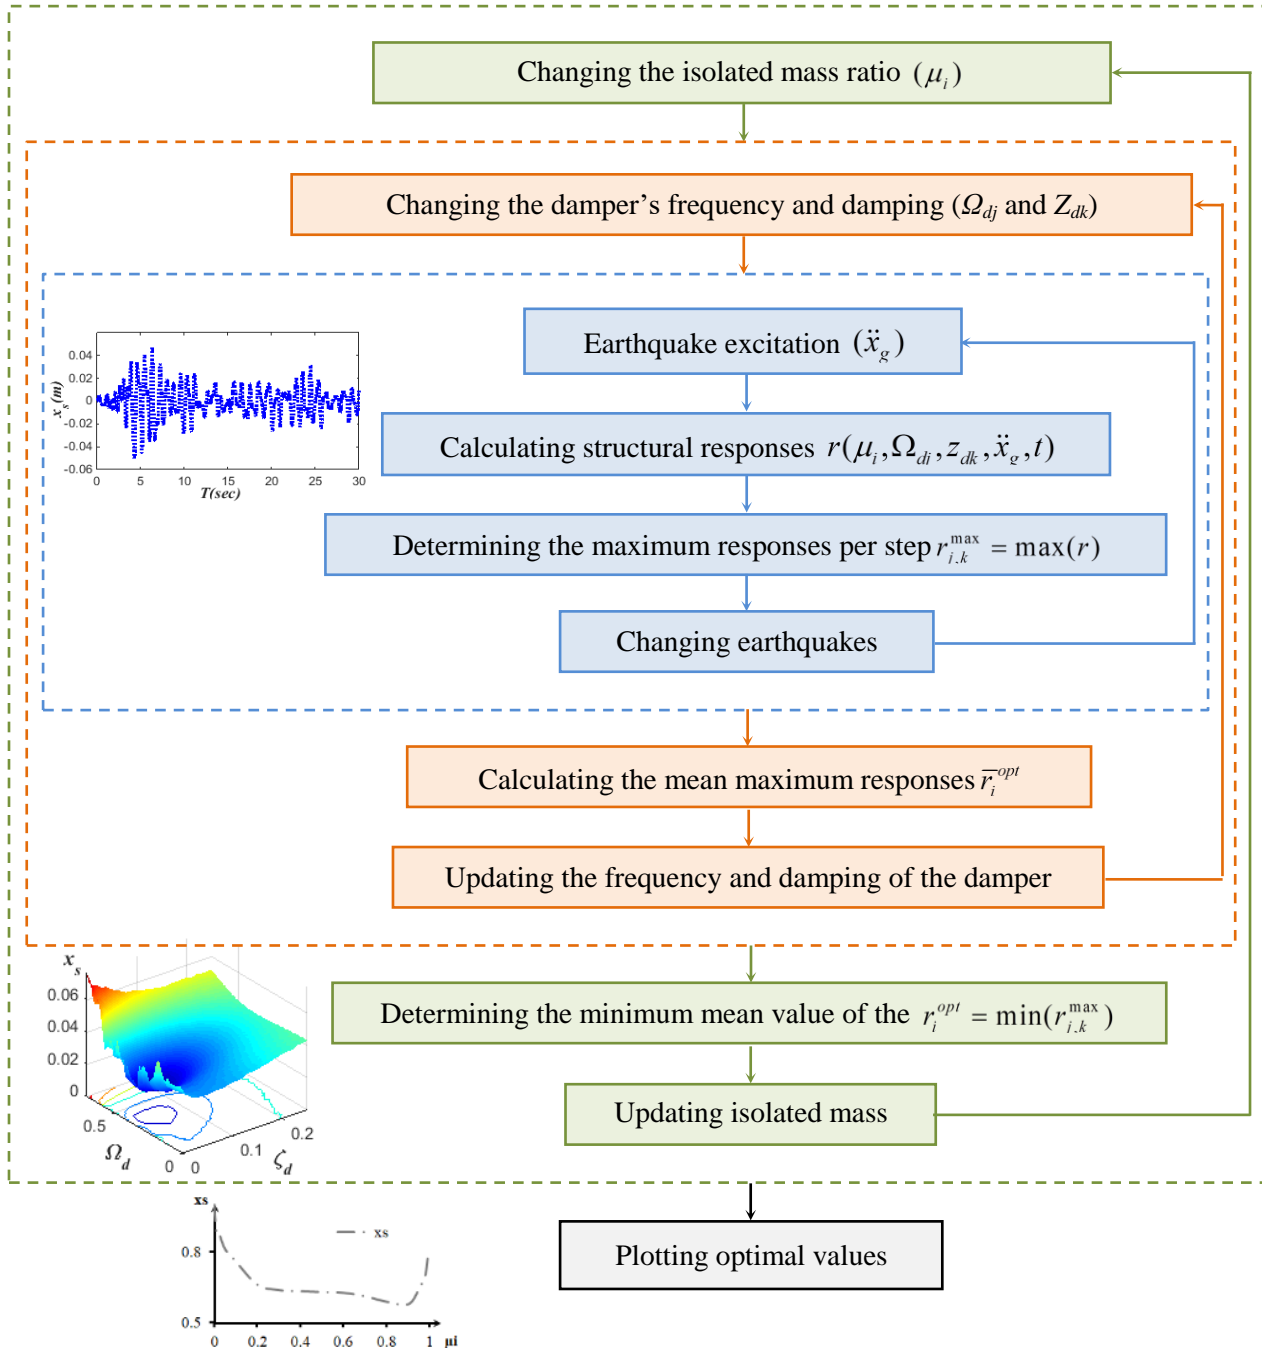 Changing the isolated mass ratio (μ_i)
Changing the damper's frequency and damping (Ω_dj and Z_dk)
Earthquake excitation (ẍ_g)
0.04
0.02
0
-0.02
-0.04
-0.06
x_s(m)
0 5 10 15 20 25 30
T(sec)
Calculating structural responses r(μ_i, Ω_dj, z_dk, ẍ_g, t)
Determining the maximum responses per step r_{j,k}^max = max(r)
Changing earthquakes
Calculating the mean maximum responses r̅_i^opt
Updating the frequency and damping of the damper
x_s
0.06
0.04
0.02
0
0.5
Ω_d
0 0
0.1
0.2
ζ_d
Determining the minimum mean value of the r_i^opt = min(r_{j,k}^max)
Updating isolated mass
xs
xs
0.8
0.5
0 0.2 0.4 0.6 0.8 1 μi
Plotting optimal values